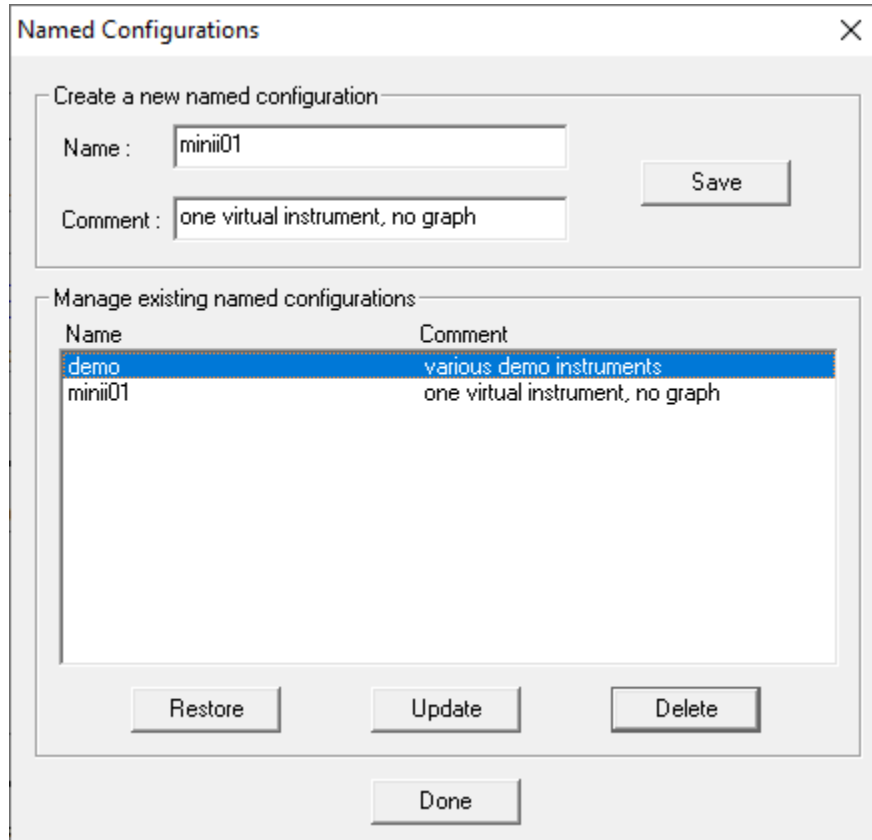 Named Configurations
Create a new named configuration
Name :
minii01
Save
Comment :
one virtual instrument, no graph
Manage existing named configurations
Name Comment
demo various demo instruments
minii01 one virtual instrument, no graph
Restore Update Delete
Done